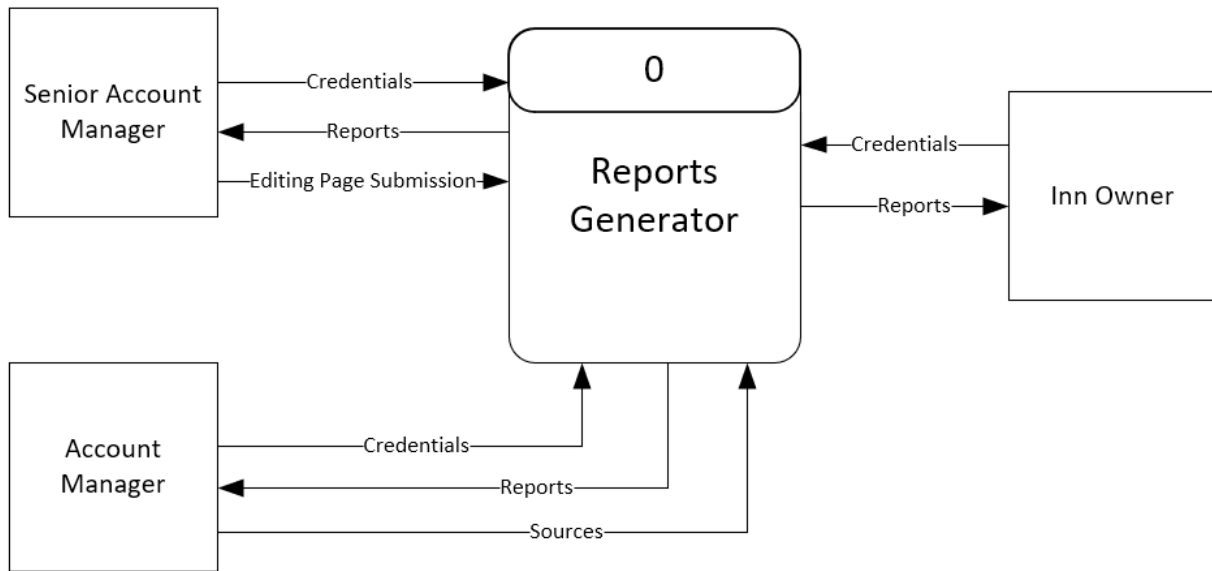 Senior Account
Manager
Credentials
Reports
Editing Page Submission
0
Reports
Generator
Credentials
Reports
Inn Owner
Account
Manager
Credentials
Reports
Sources